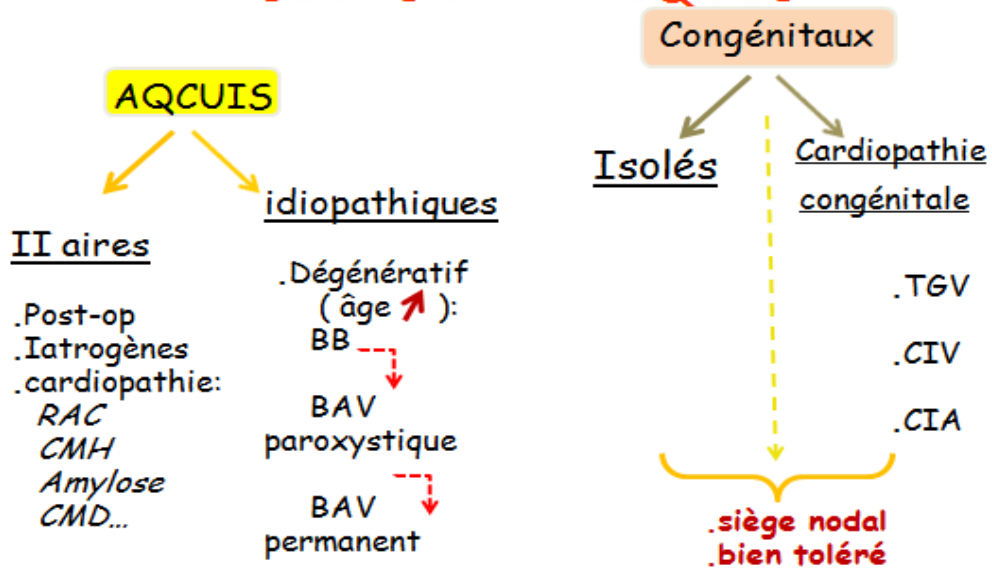 Congénitaux
AQCUIS
Isolés
Cardiopathie
congénitale
idiopathiques
II aires
.Dégénératif
( âge ):
BB
BAV
paroxystique
BAV
permanent
.Post-op
.Iatrogènes
.cardiopathie:
RAC
CMH
Amylose
CMD...
.TGV
.CIV
.CIA
.siège nodal
.bien toléré